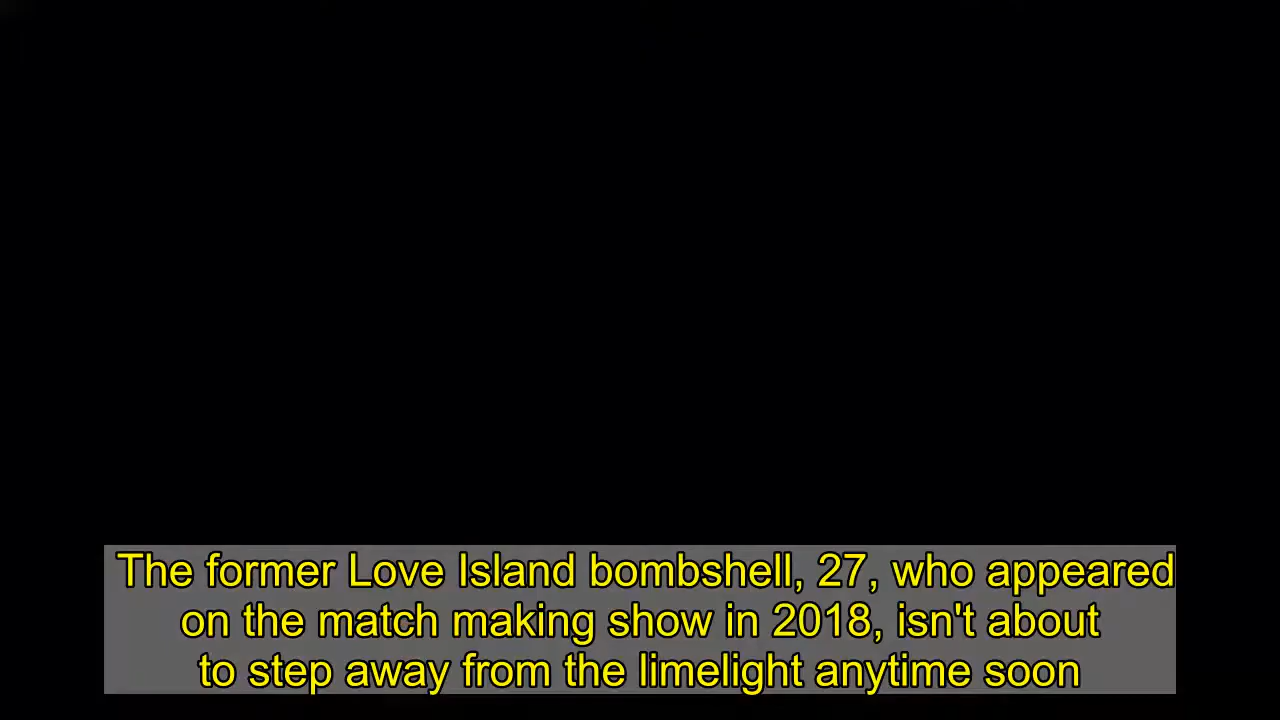 The former Love Island bombshell, 27, who appeared
on the match making show in 2018, isn't about
to step away from the limelight anytime soon